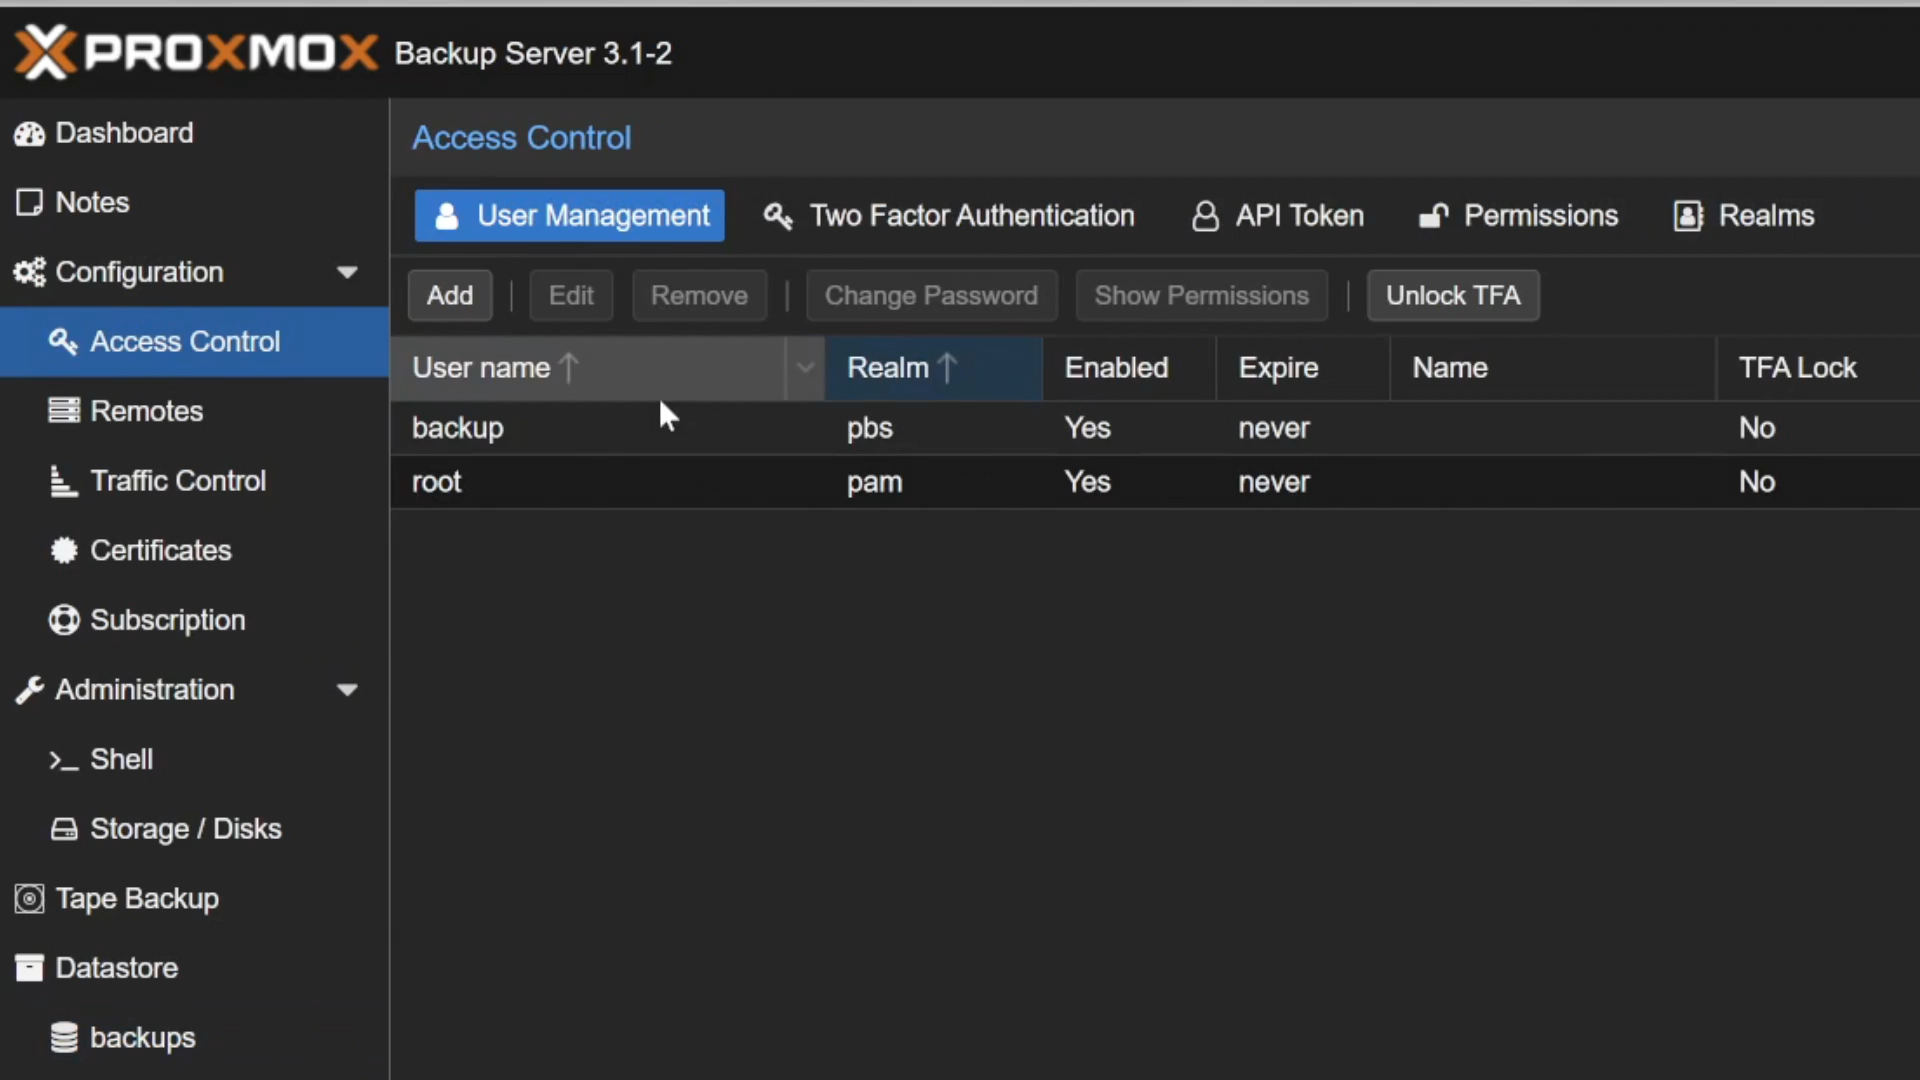 PROXMOX Backup Server 3.1-2
Dashboard
Notes
Configuration
Access Control
Remotes
Traffic Control
Certificates
Subscription
Administration
>_ Shell
Storage / Disks
Tape Backup
Datastore
backups
Access Control
User Management Two Factor Authentication API Token Permissions Realms
Add Edit Remove Change Password Show Permissions Unlock TFA
User name Realm Enabled Expire Name TFA Lock
backup pbs Yes never No
root pam Yes never No